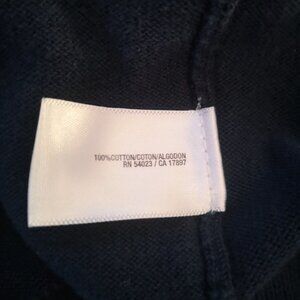 100%COTTON/COTON/ALGODON
RN 54023 / CA 17897